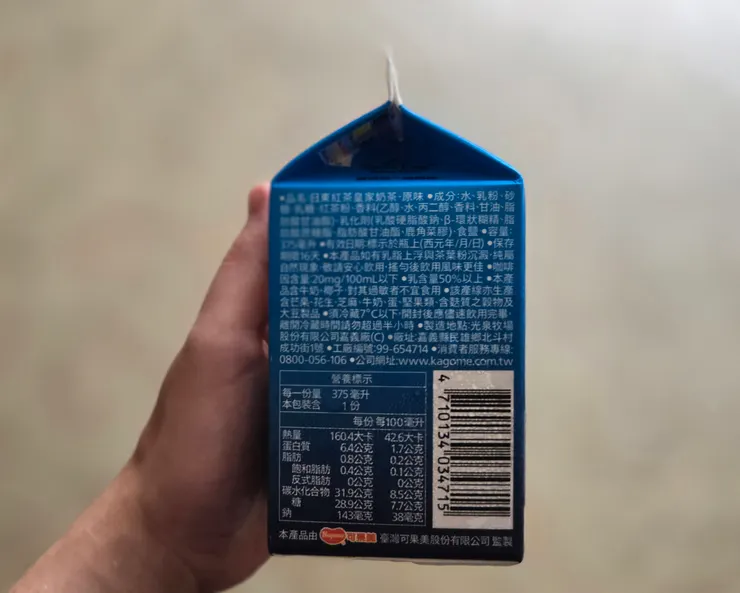 品名:日東紅茶皇家奶茶-原味 ●成分:水、乳粉、砂
糖、乳糖、紅茶粉、香料(乙醇、水、丙二醇、香料、甘油、脂
肪酸甘油酯)、乳化劑(乳酸硬脂酸鈉、β-環狀糊精、脂
脂肪酸甘油酯、鹿角菜膠)、食鹽 ●容量:
375毫升 ●有效日期:標示於瓶上(西元年/月/日) ●保存
期限16天 ●本產品如有乳脂上浮與茶葉粉沉澱,純屬
自然現象,敬請安心飲用,搖勻後飲用風味更佳 ●咖啡
因含量:20mg/100mL以下 ●乳含量50%以上 ●本產
品含牛奶、椰子,對其過敏者不宜食用 ●該產線亦生產
含芒果、花生、芝麻、牛奶、蛋、堅果類、含麩質之穀物及
大豆製品 ●須冷藏7°C以下,開封後應儘速飲用完畢,
離開冷藏時間請勿超過半小時 ●製造地點:光泉牧場
股份有限公司嘉義廠(C) ●廠址:嘉義縣民雄鄉北斗村
成功街1號 ●工廠編號:99-654714 ●消費者服務專線:
0800-056-106 ●公司網址:www.kagome.com.tw
營養標示
每一份量 375毫升
本包裝含 1份
每份 每100毫升
熱量 160.4大卡 42.6大卡
蛋白質 6.4公克 1.7公克
脂肪 0.8公克 0.2公克
飽和脂肪 0.4公克 0.1公克
反式脂肪 0公克 0公克
碳水化合物 31.9公克 8.5公克
糖 28.9公克 7.7公克
鈉 143毫克 38毫克
4 710134 034715
本產品由 Kagome 可果美 臺灣可果美股份有限公司 監製